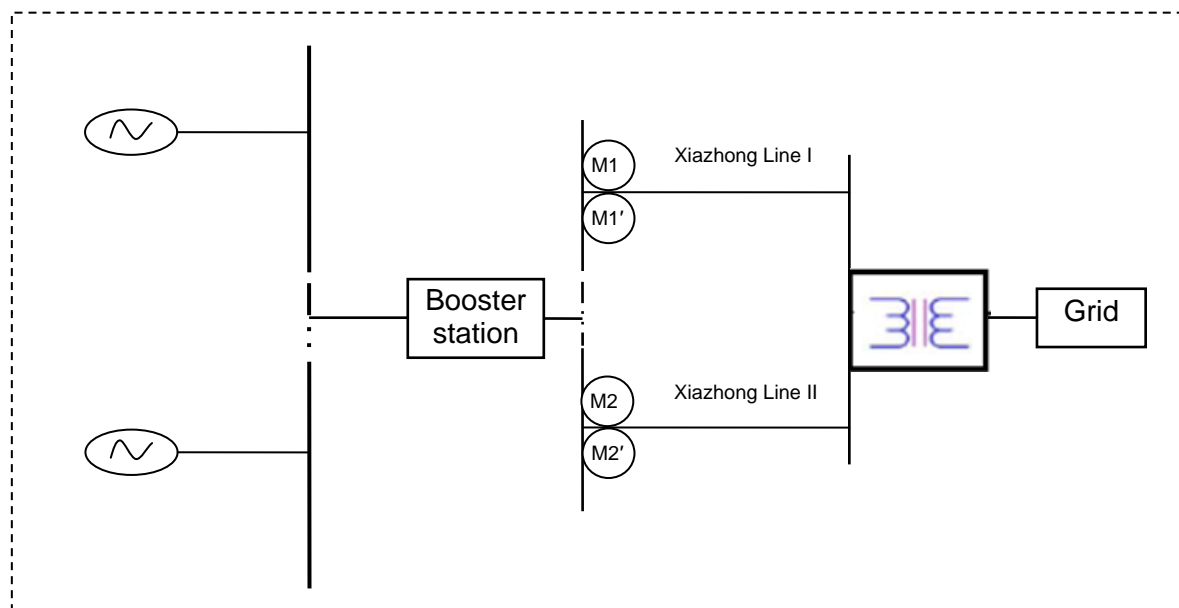 M1
Xiazhong Line I
M1′
Booster
station
Grid
M2
Xiazhong Line II
M2′